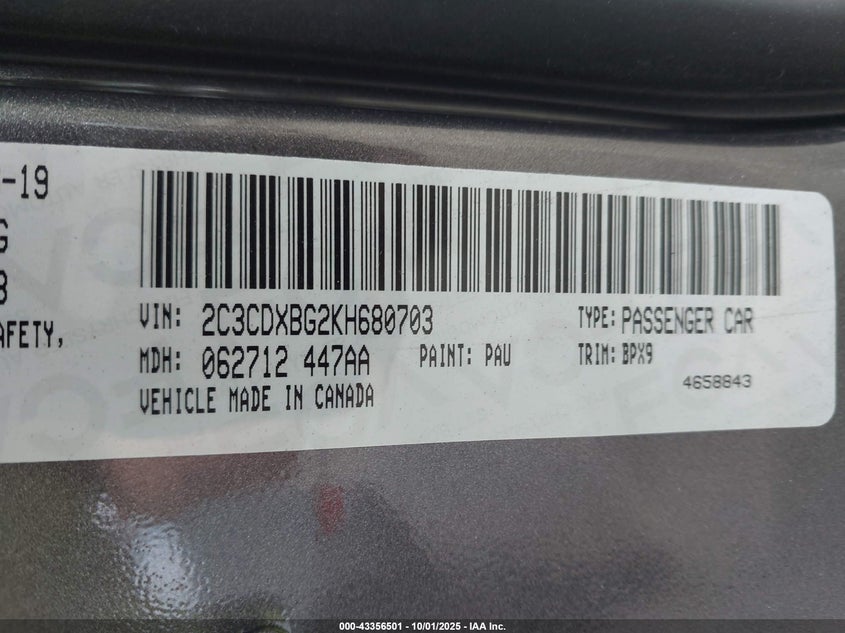 -19
G
8
AFETY,
VIN: 2C3CDXBG2KH680703
TYPE: PASSENGER CAR
MDH: 062712 447AA
PAINT: PAU
TRIM: BPX9
4658843
VEHICLE MADE IN CANADA
000-43356501 - 10/01/2025 - IAA Inc.